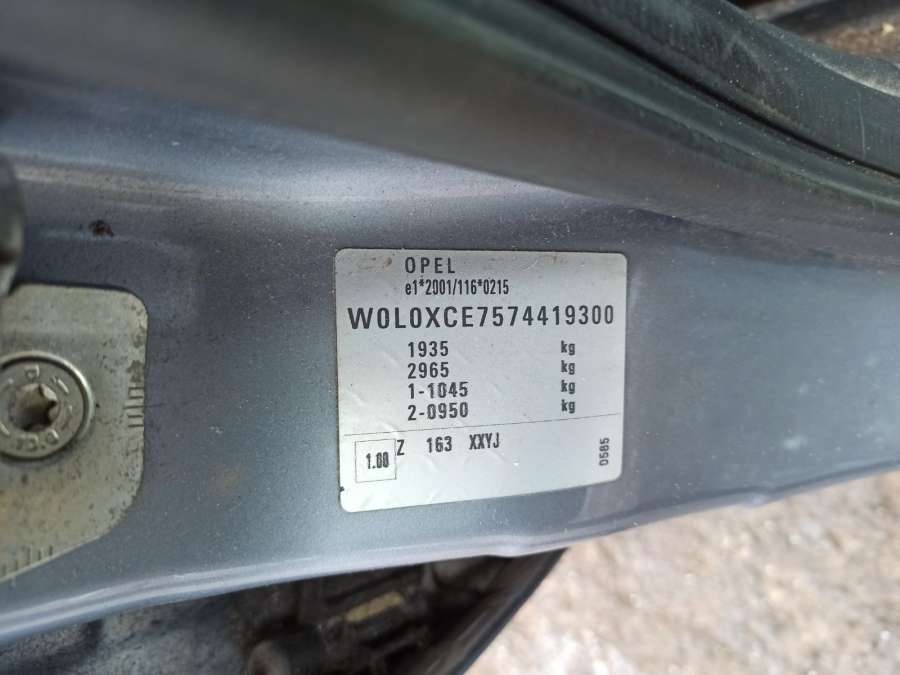 OPEL
e1*2001/116*0215
W0L0XCE7574419300
1935 kg
2965 kg
1-1045 kg
2-0950 kg
1.00 Z 163 XXYJ
0585